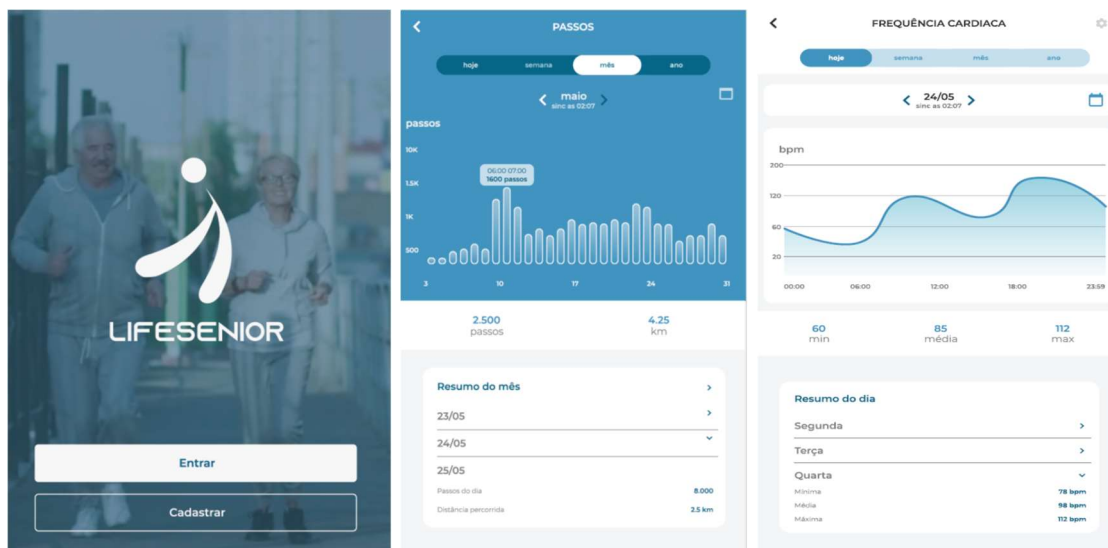 LIFESENIOR
Entrar
Cadastrar
PASSOS
hoje semana mês ano
maio
sinc as 02:07
passos
10K
1.5K
1K
500
06:00 07:00
1600 passos
3 10 17 24 31
2.500 4.25
passos km
Resumo do mês
23/05
24/05
25/05
Passos do dia 8.000
Distância percorrida 2.5 km
FREQUÊNCIA CARDIACA
hoje semana mês ano
24/05
sinc as 02:07
bpm
200
120
60
20
00:00 06:00 12:00 18:00 23:59
60 85 112
min média max
Resumo do dia
Segunda
Terça
Quarta
Mínima 78 bpm
Média 98 bpm
Máxima 112 bpm